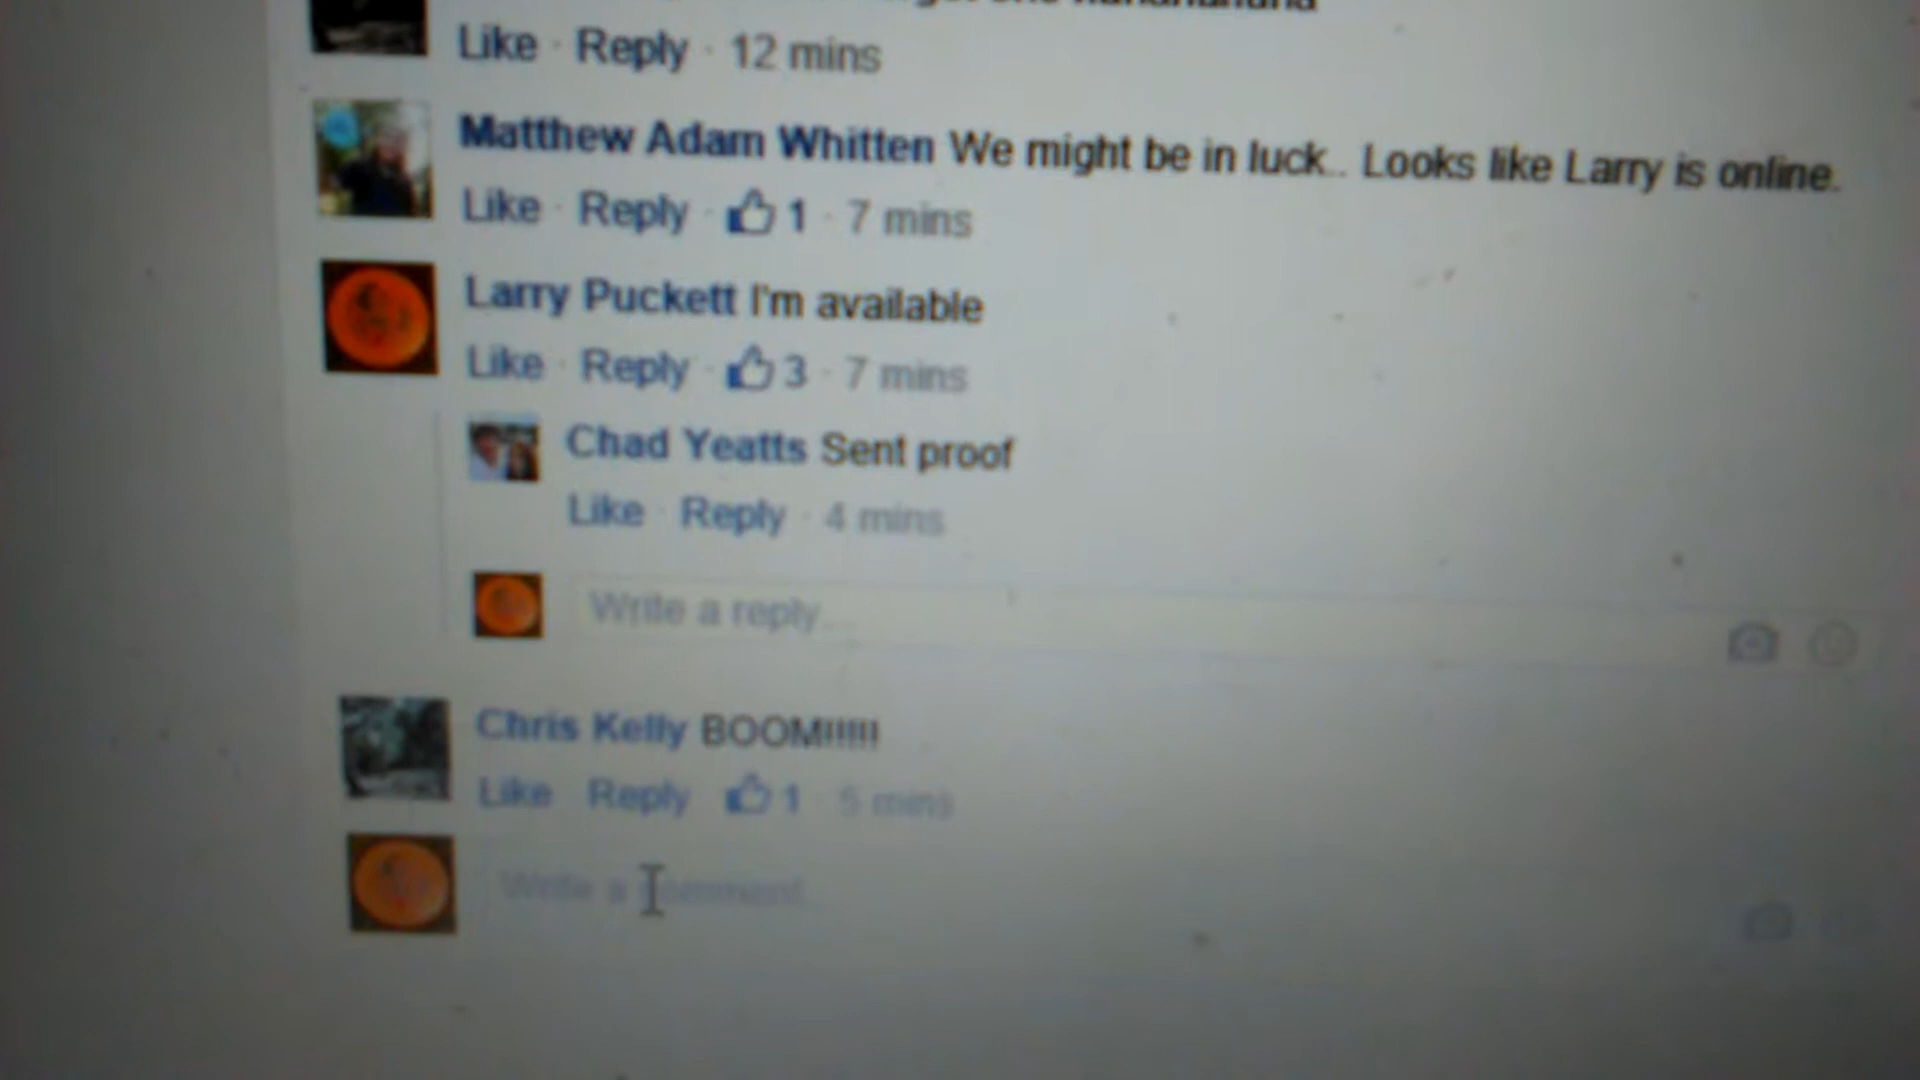 Like · Reply · 12 mins
Matthew Adam Whitten We might be in luck.. Looks like Larry is online.
Like · Reply · 1 · 7 mins
Larry Puckett I'm available
Like · Reply · 3 · 7 mins
Chad Yeatts Sent proof
Like · Reply · 4 mins
Write a reply...
Chris Kelly BOOM!!!!!!
Like Reply 1 · 5 mins
Write a comment...